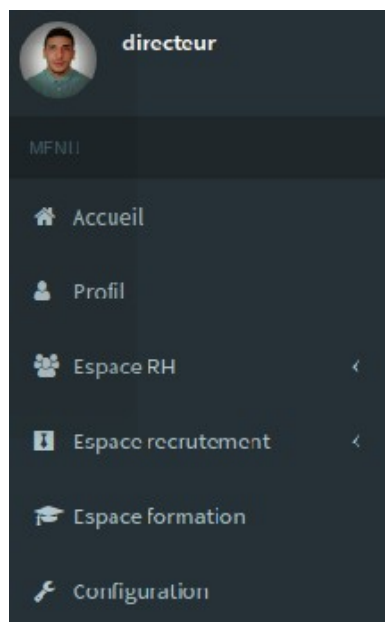 directeur
MENU
Accueil
Profil
Espace RH
Espace recrutement
Espace formation
Configuration